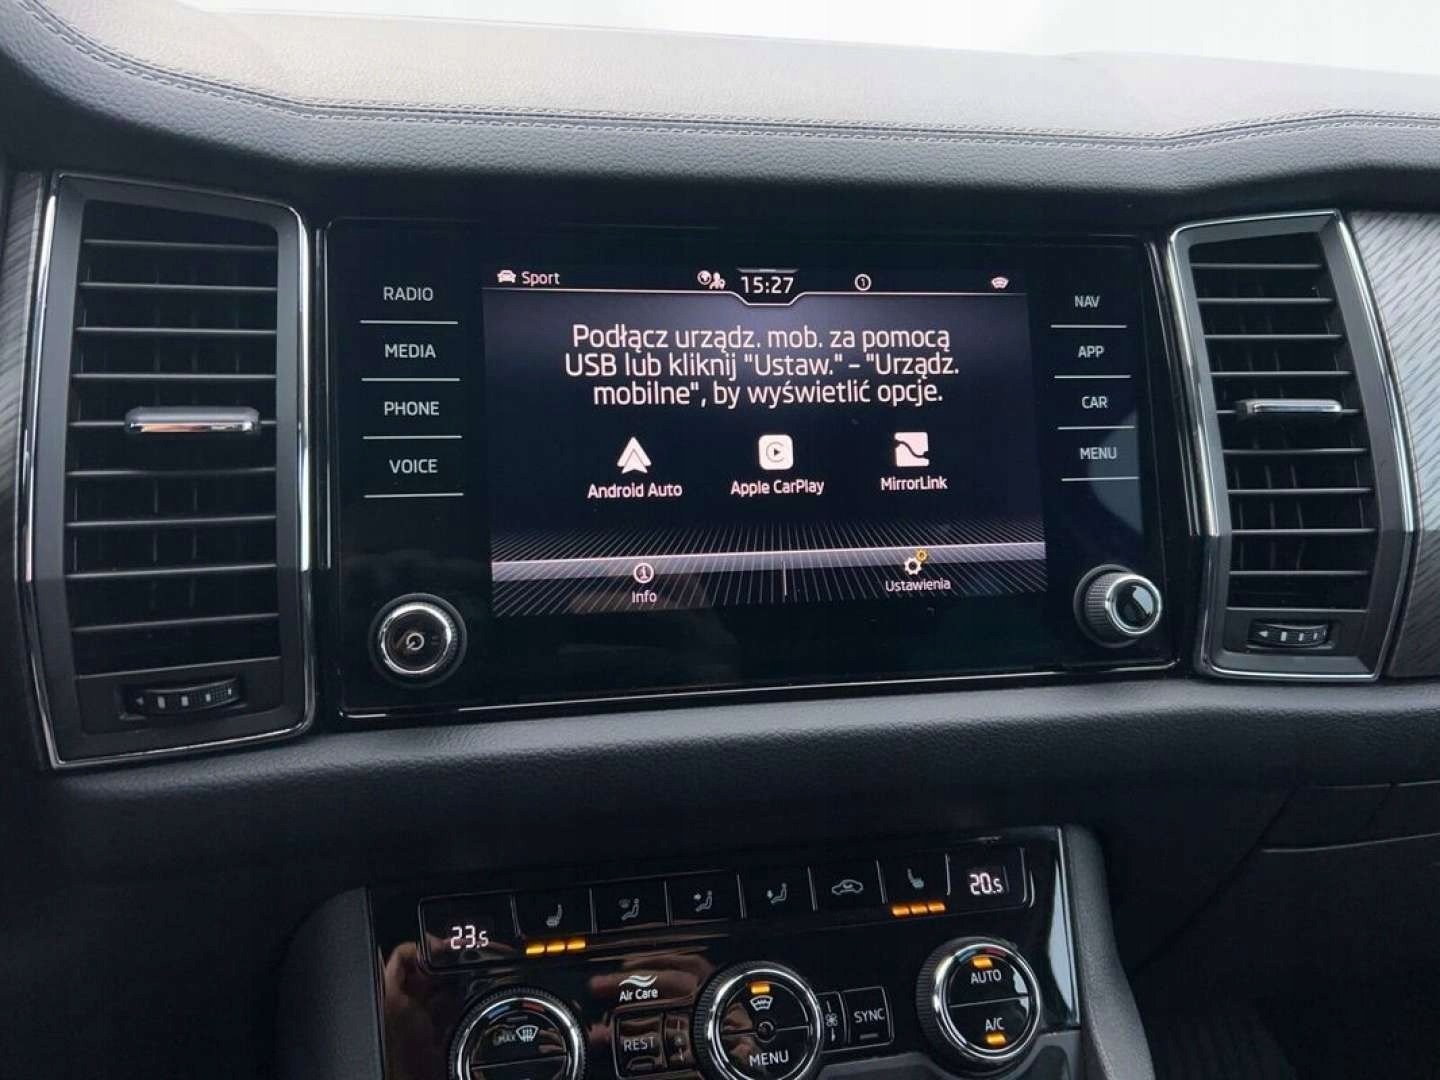 Sport
15:27
RADIO
MEDIA
PHONE
VOICE
Podłącz urządz. mob. za pomocą
USB lub kliknij "Ustaw." - "Urządz.
mobilne", by wyświetlić opcje.
Android Auto
Apple CarPlay
MirrorLink
Info
Ustawienia
NAV
APP
CAR
MENU
23.5
20.5
Air Care
MAX
REST
MENU
SYNC
AUTO
A/C